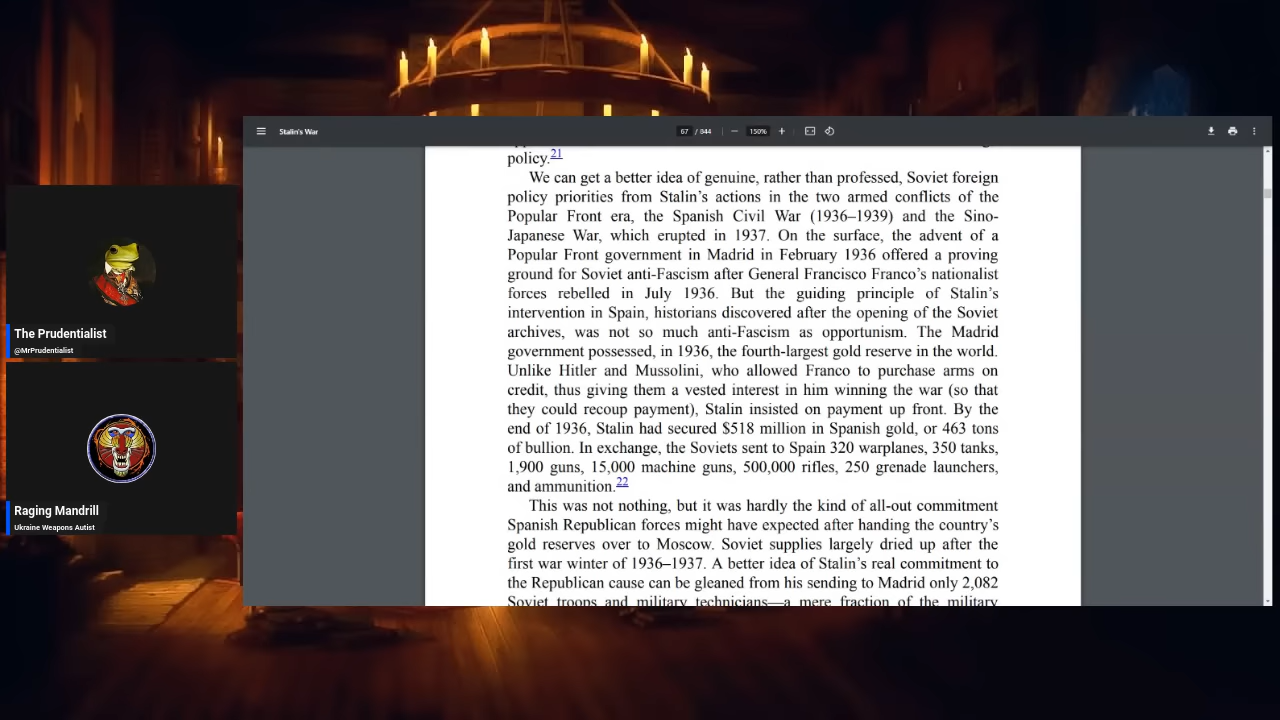 Stalin's War
67 / 844
150%
policy.21
We can get a better idea of genuine, rather than professed, Soviet foreign
policy priorities from Stalin's actions in the two armed conflicts of the
Popular Front era, the Spanish Civil War (1936–1939) and the Sino-
Japanese War, which erupted in 1937. On the surface, the advent of a
Popular Front government in Madrid in February 1936 offered a proving
ground for Soviet anti-Fascism after General Francisco Franco's nationalist
forces rebelled in July 1936. But the guiding principle of Stalin's
intervention in Spain, historians discovered after the opening of the Soviet
archives, was not so much anti-Fascism as opportunism. The Madrid
government possessed, in 1936, the fourth-largest gold reserve in the world.
Unlike Hitler and Mussolini, who allowed Franco to purchase arms on
credit, thus giving them a vested interest in him winning the war (so that
they could recoup payment), Stalin insisted on payment up front. By the
end of 1936, Stalin had secured $518 million in Spanish gold, or 463 tons
of bullion. In exchange, the Soviets sent to Spain 320 warplanes, 350 tanks,
1,900 guns, 15,000 machine guns, 500,000 rifles, 250 grenade launchers,
and ammunition.22
This was not nothing, but it was hardly the kind of all-out commitment
Spanish Republican forces might have expected after handing the country's
gold reserves over to Moscow. Soviet supplies largely dried up after the
first war winter of 1936–1937. A better idea of Stalin's real commitment to
the Republican cause can be gleaned from his sending to Madrid only 2,082
Soviet troops and military technicians—a mere fraction of the military
The Prudentialist
@MrPrudentialist
Raging Mandrill
Ukraine Weapons Autist